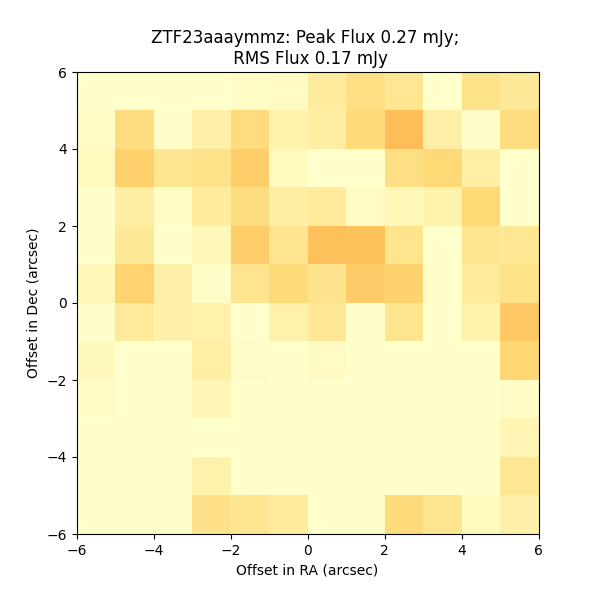 ZTF23aaaymmz: Peak Flux 0.27 mJy;
RMS Flux 0.17 mJy
6
4
2
0
−2
−4
−6
Offset in Dec (arcsec)
−6 −4 −2 0 2 4 6
Offset in RA (arcsec)